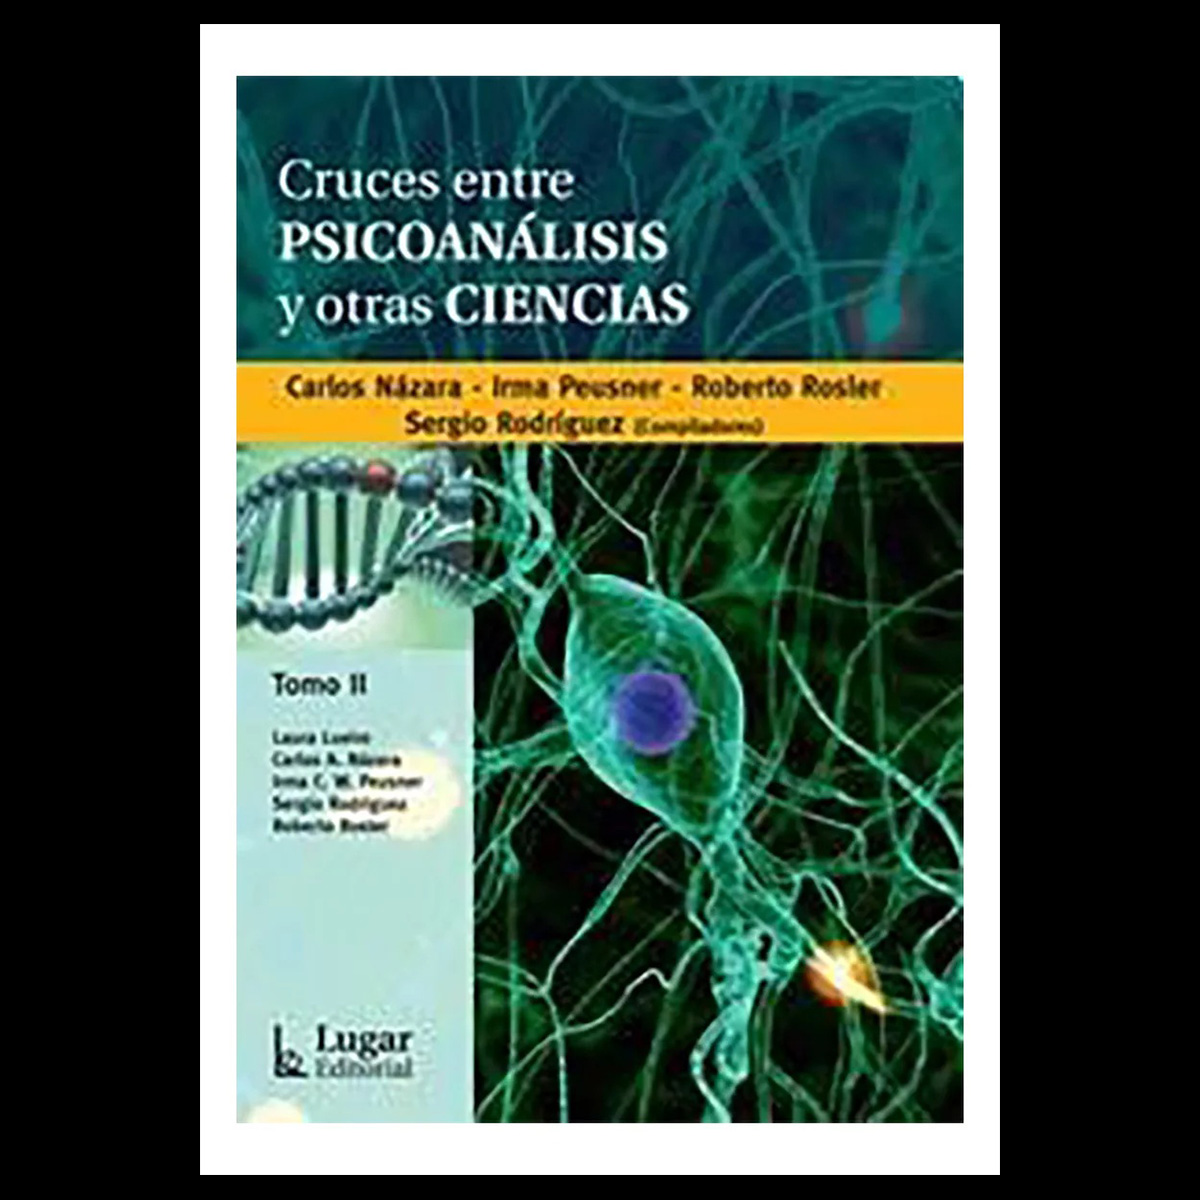 Cruces entre
PSICOANÁLISIS
y otras CIENCIAS
Carlos Názara - Irma Peusner - Roberto Rosler
Sergio Rodríguez (Compiladores)
Tomo II
Laura
Carlos A. Názara
Irma C. W. Peusner
Sergio Rodríguez
Roberto Rosler
Lugar
Editorial